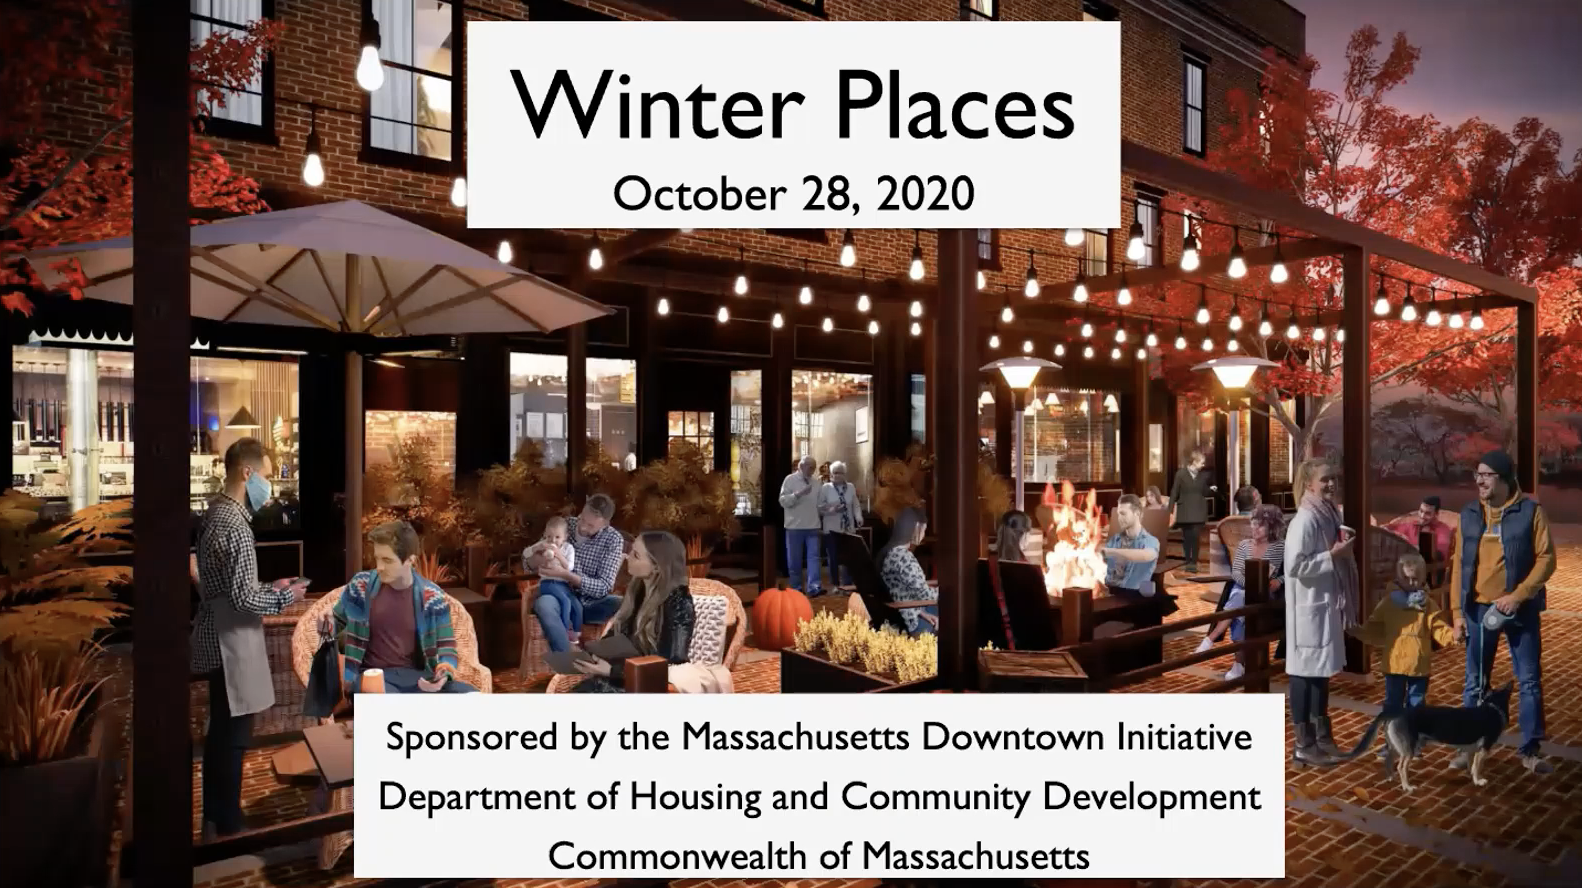 Winter Places
October 28, 2020
Sponsored by the Massachusetts Downtown Initiative
Department of Housing and Community Development
Commonwealth of Massachusetts